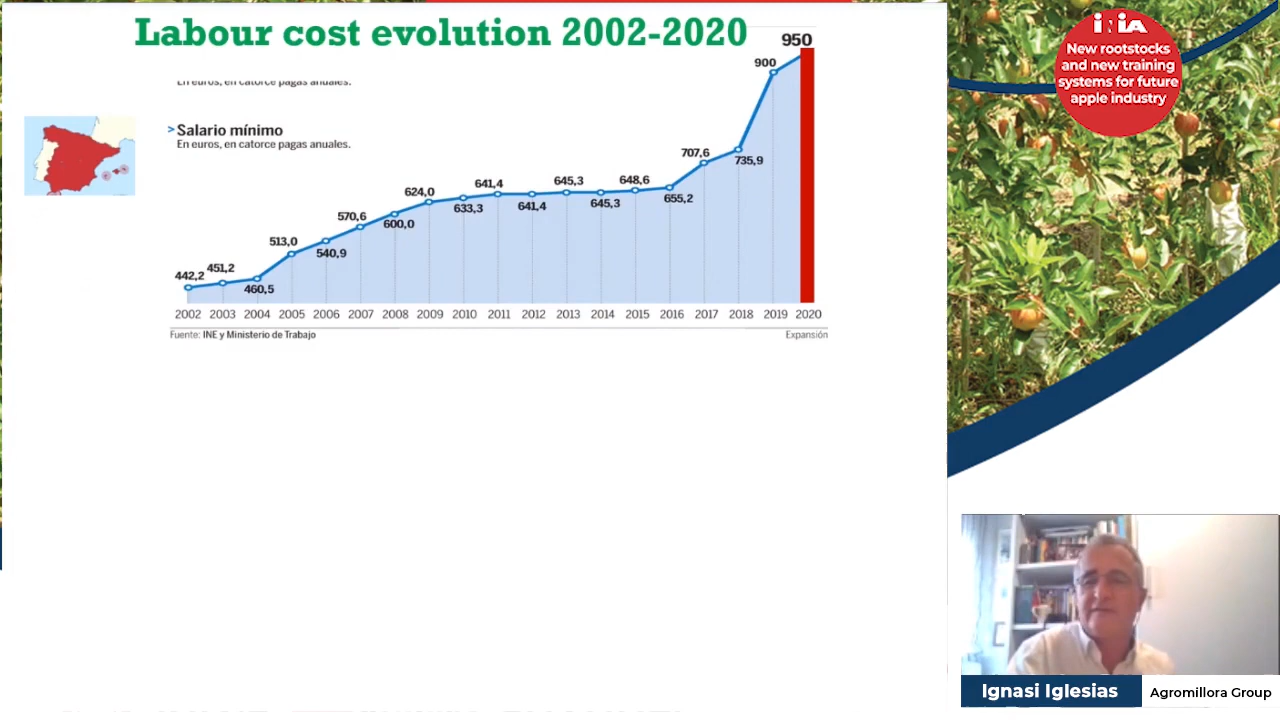 Labour cost evolution 2002-2020
En euros, en catorce pagas anuales.
> Salario mínimo
En euros, en catorce pagas anuales.
442,2
451,2
460,5
513,0
540,9
570,6
600,0
624,0
633,3
641,4
641,4
645,3
645,3
648,6
655,2
707,6
735,9
900
950
2002 2003 2004 2005 2006 2007 2008 2009 2010 2011 2012 2013 2014 2015 2016 2017 2018 2019 2020
Fuente: INE y Ministerio de Trabajo
Expansión
iNiA
New rootstocks
and new training
systems for future
apple industry
Ignasi Iglesias
Agromillora Group